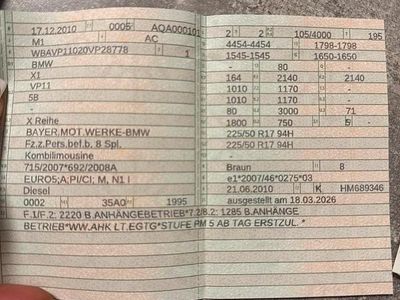 17.12.2010 0005 AQA000101
M1 AC
WBAVP11020VP28778 1
BMW
X1
VP11
5B
-
X Reihe
BAYER.MOT.WERKE-BMW
Fz.z.Pers.bef.b. 8 Spl.
Kombilimousine
715/2007*692/2008A
EURO5;A:PI/CI; M, N1 I
Diesel
0002 35A0 1995
2 2 105/4000 195
4454-4454 1798-1798
1545-1545 1650-1650
- 80 -
164 2140 2140
1010 1170 -
1010 1170 -
80 3000 71
1800 750 5 -
225/50 R17 94H
225/50 R17 94H
-
Braun 8
e1*2007/46*0275*03
21.06.2010 K HM689346
ausgestellt am 18.03.2026
F.1/F.2: 2220 B.ANHÄNGEBETRIEB*7.2/8.2: 1285 B.ANHÄNGE
BETRIEB*WW.AHK LT.EGTG*STUFE PM 5 AB TAG ERSTZUL. *